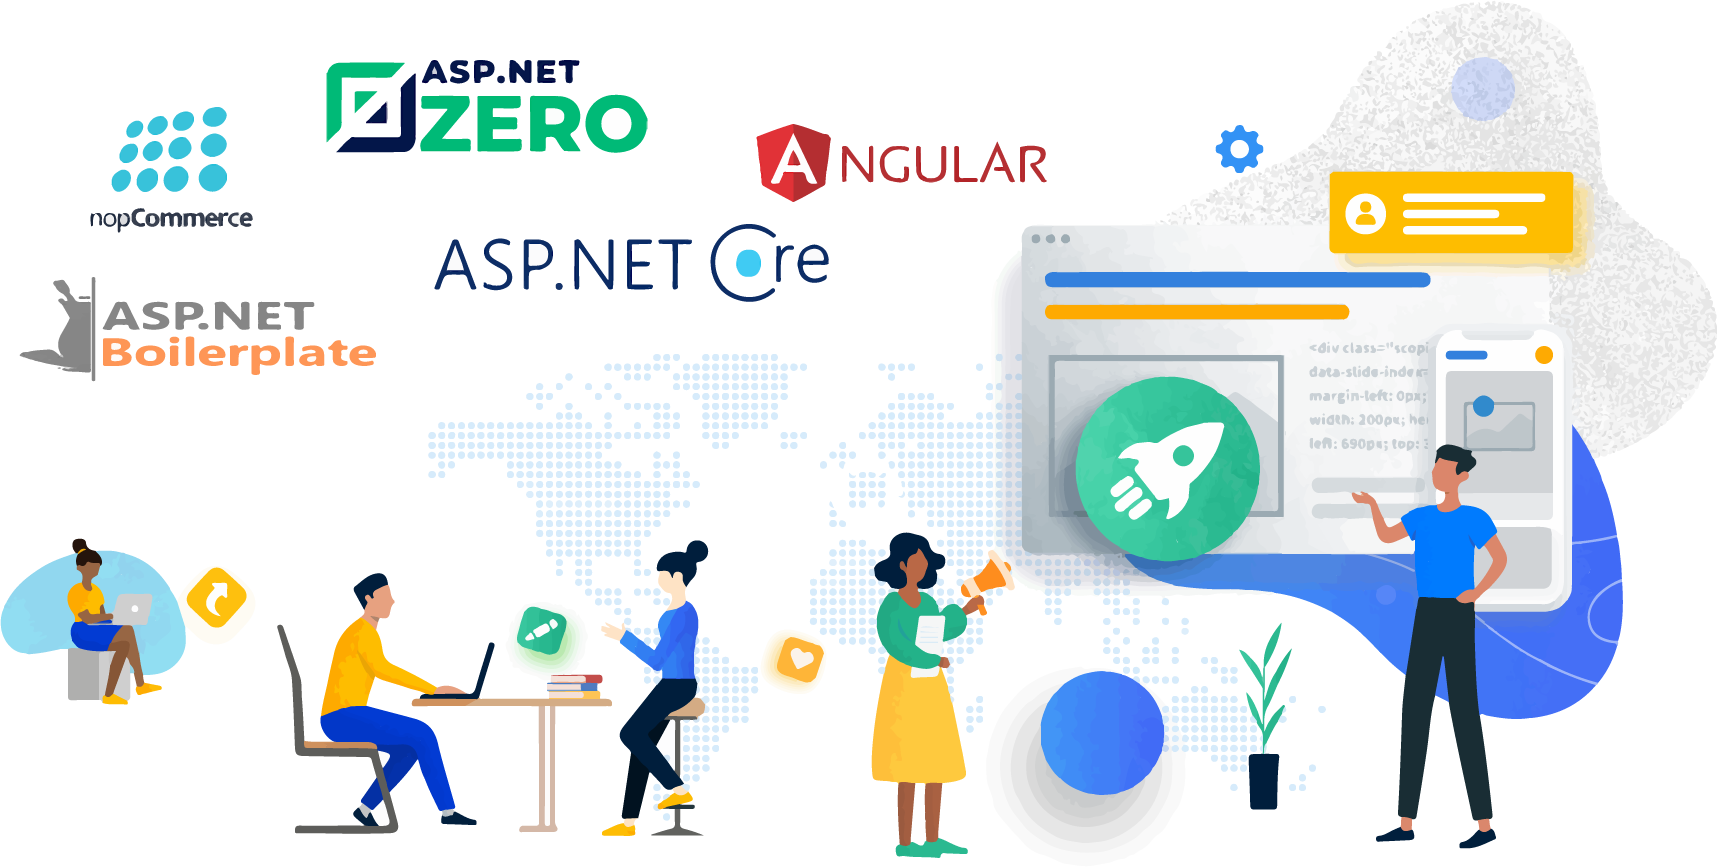 ASP.NET
ZERO
nopCommerce
ANGULAR
ASP.NET Core
ASP.NET
Boilerplate
<div class="scopi
data-slide-index=
margin-left: 0px;
width: 200px; he
left: 690px; top: 3